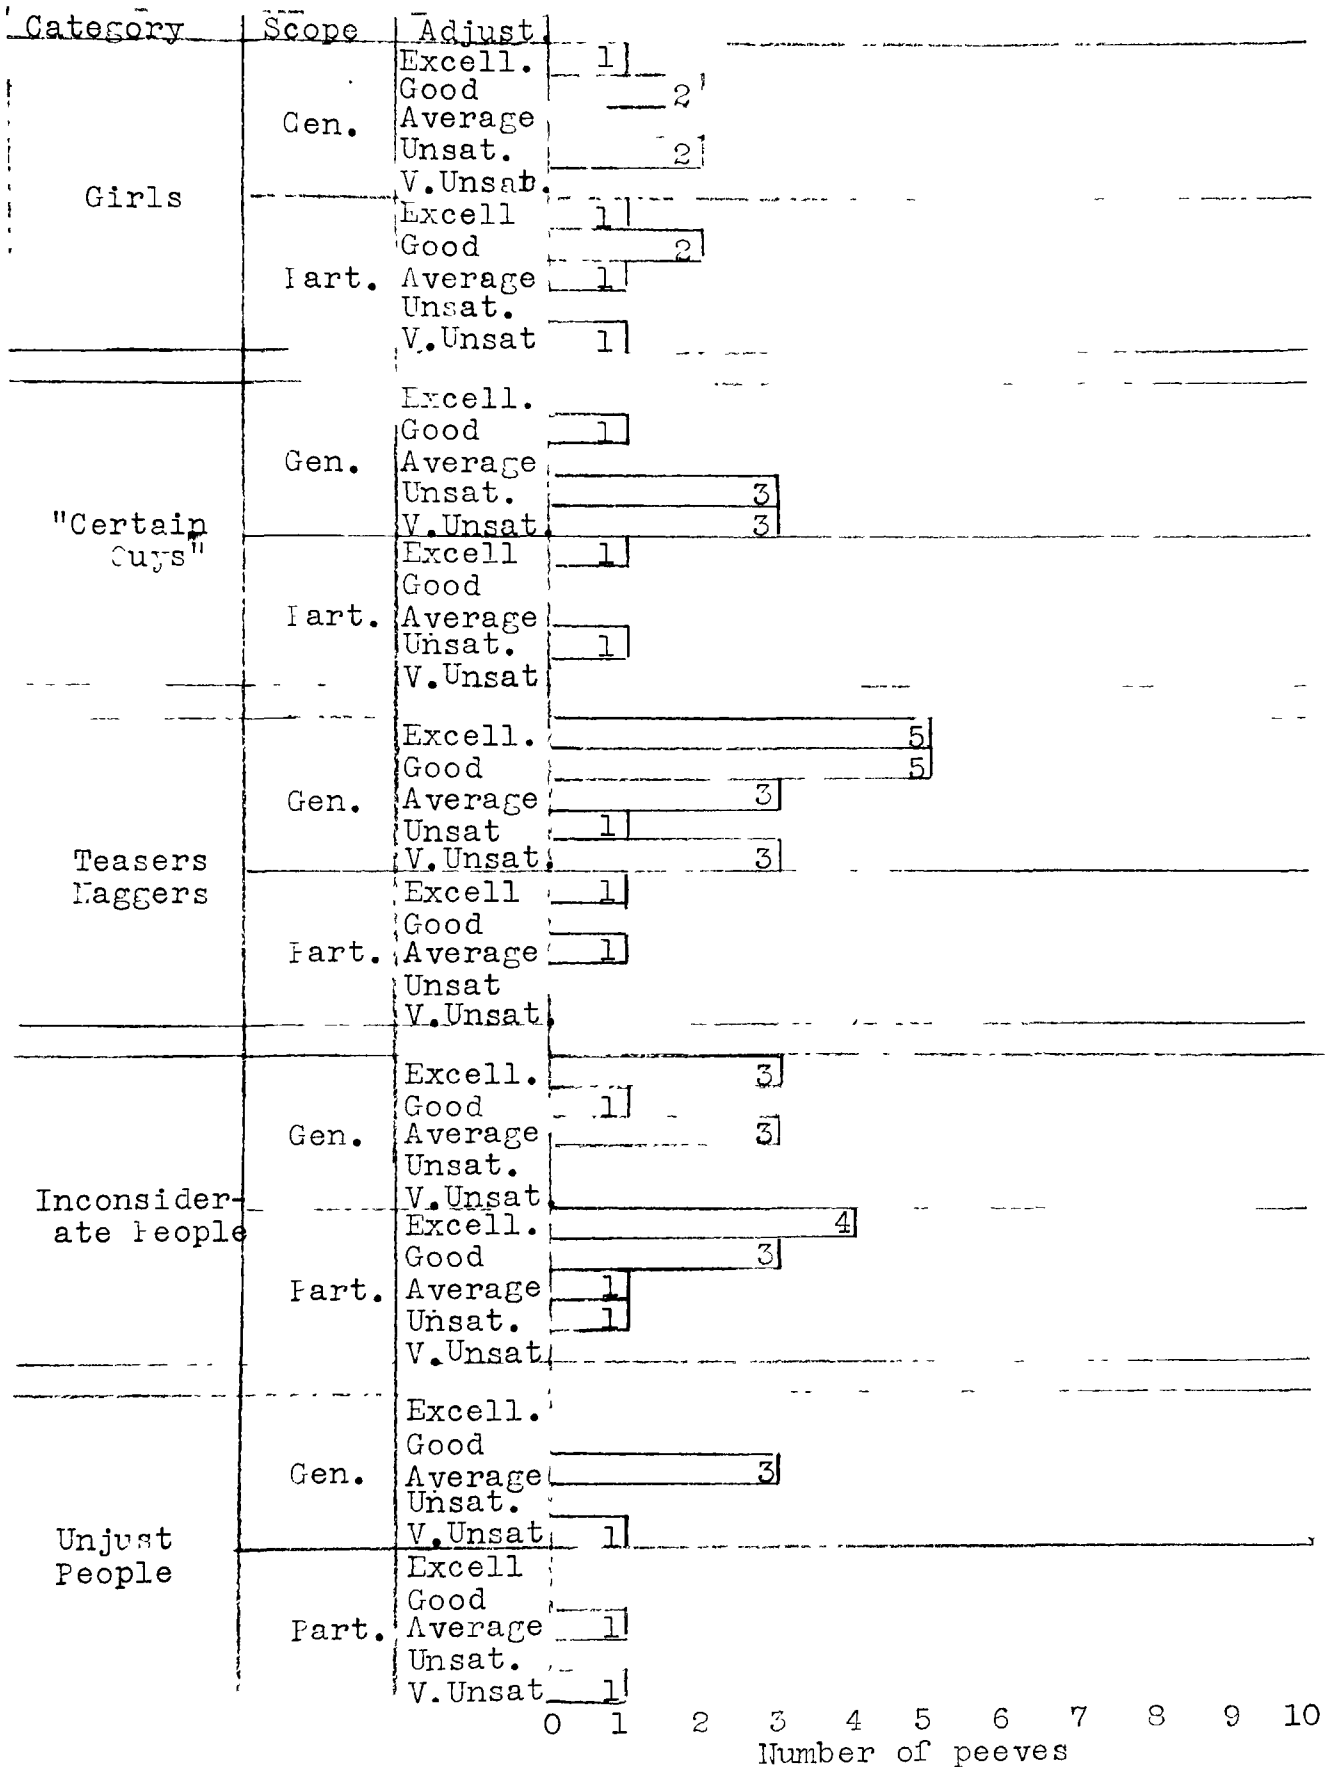 Category Scope Adjust.
Excell. 1
Good 2
Gen. Average
Unsat. 2
V.Unsat.
Girls
Excell 1
Good 2
Part. Average 1
Unsat.
V.Unsat 1
Excell.
Good 1
Gen. Average
Unsat. 3
"Certain V.Unsat. 3
Guys" Excell 1
Good
Part. Average
Unsat. 1
V.Unsat
Excell. 5
Good 5
Gen. Average 3
Unsat 1
Teasers V.Unsat. 3
Naggers Excell 1
Good
Part. Average 1
Unsat
V.Unsat.
Excell. 3
Good 1
Gen. Average 3
Unsat.
Inconsider- V.Unsat.
ate People Excell. 4
Good 3
Part. Average 1
Unsat. 1
V.Unsat
Excell.
Good
Gen. Average 3
Unsat.
Unjust V.Unsat 1
People Excell
Good
Part. Average 1
Unsat.
V.Unsat 1
0 1 2 3 4 5 6 7 8 9 10
Number of peeves